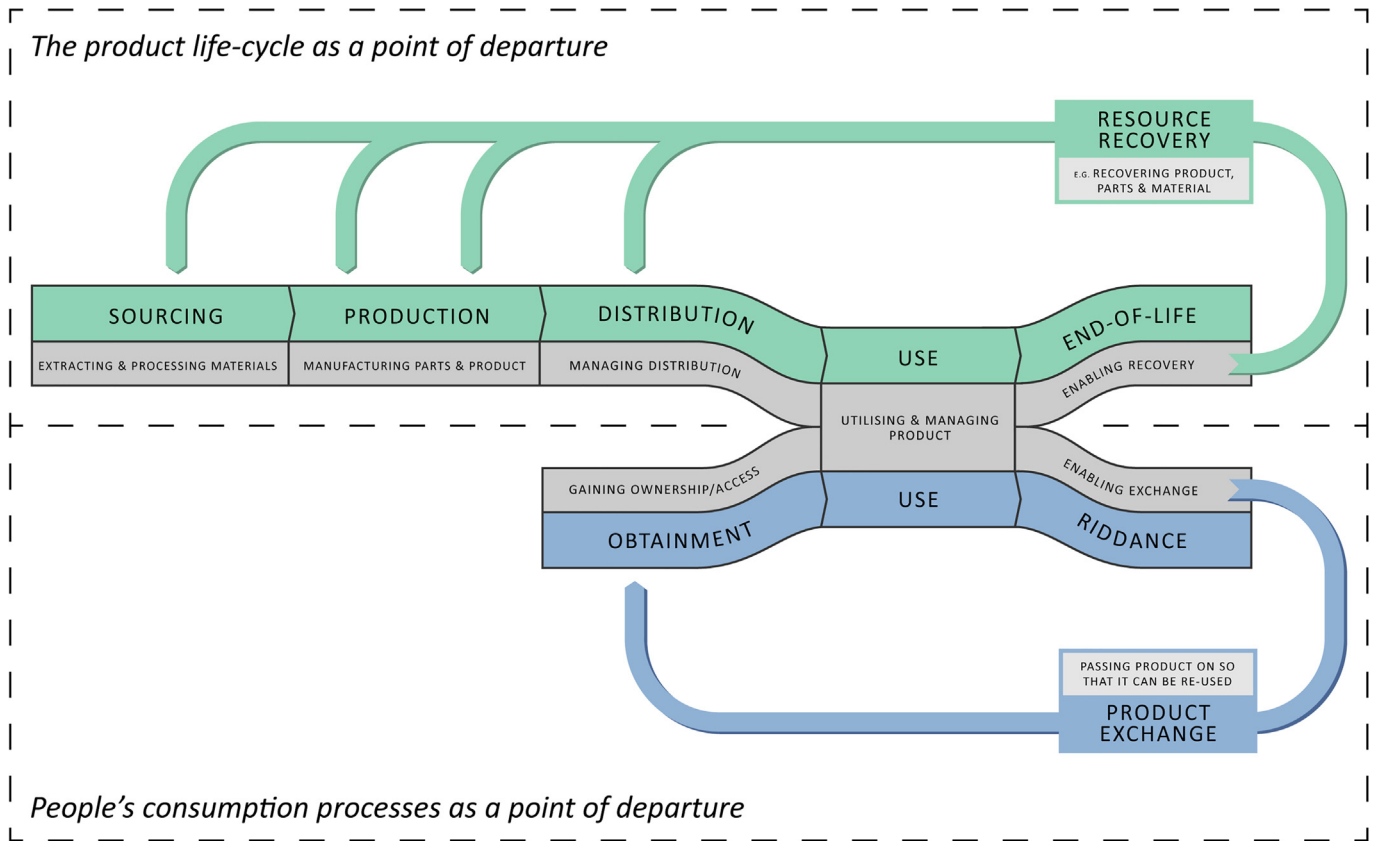 The product life-cycle as a point of departure
RESOURCE
RECOVERY
E.G. RECOVERING PRODUCT,
PARTS & MATERIAL
SOURCING
PRODUCTION
DISTRIBUTION
USE
END-OF-LIFE
EXTRACTING & PROCESSING MATERIALS
MANUFACTURING PARTS & PRODUCT
MANAGING DISTRIBUTION
ENABLING RECOVERY
UTILISING & MANAGING
PRODUCT
GAINING OWNERSHIP/ACCESS
ENABLING EXCHANGE
OBTAINMENT
USE
RIDDANCE
PASSING PRODUCT ON SO
THAT IT CAN BE RE-USED
PRODUCT
EXCHANGE
People’s consumption processes as a point of departure